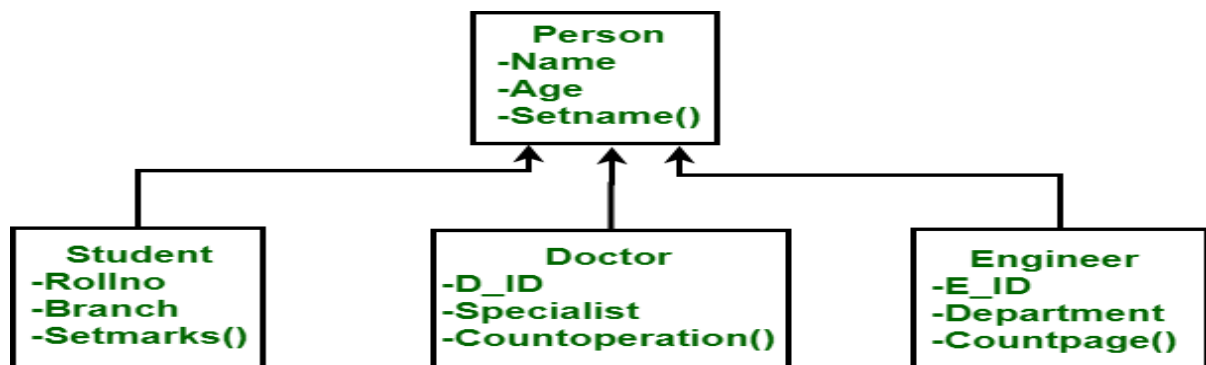 Person
-Name
-Age
-Setname()
Student
-Rollno
-Branch
-Setmarks()
Doctor
-D_ID
-Specialist
-Countoperation()
Engineer
-E_ID
-Department
-Countpage()